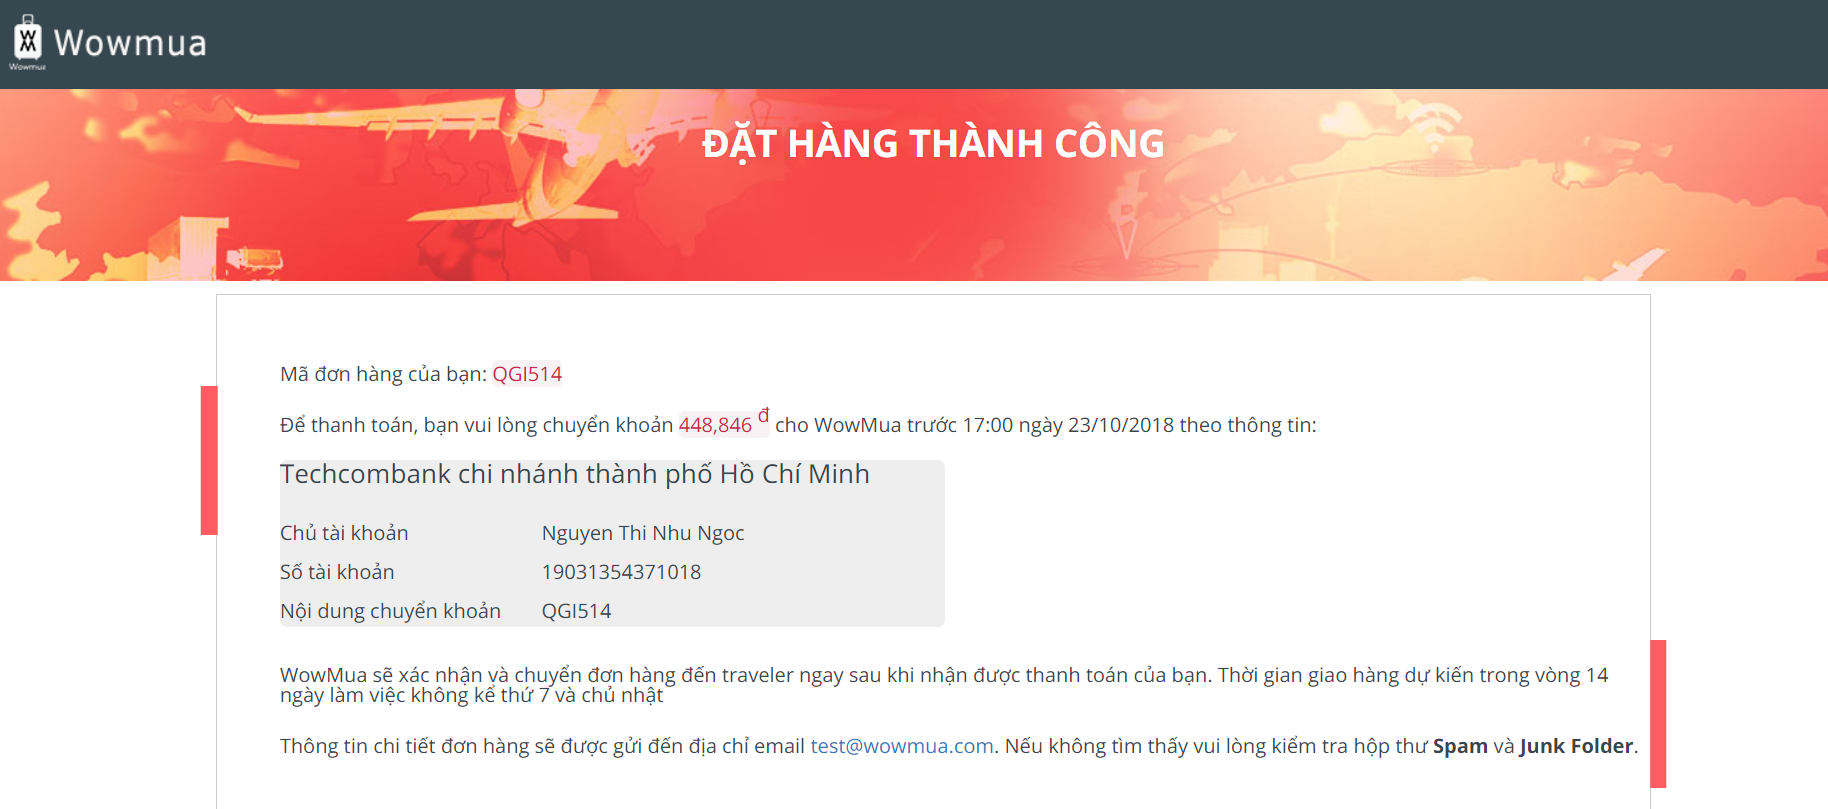 Wowmua
Wowmua
ĐẶT HÀNG THÀNH CÔNG
Mã đơn hàng của bạn: QGI514
Để thanh toán, bạn vui lòng chuyển khoản 448,846 đ cho WowMua trước 17:00 ngày 23/10/2018 theo thông tin:
Techcombank chi nhánh thành phố Hồ Chí Minh
Chủ tài khoản Nguyen Thi Nhu Ngoc
Số tài khoản 19031354371018
Nội dung chuyển khoản QGI514
WowMua sẽ xác nhận và chuyển đơn hàng đến traveler ngay sau khi nhận được thanh toán của bạn. Thời gian giao hàng dự kiến trong vòng 14
ngày làm việc không kể thứ 7 và chủ nhật
Thông tin chi tiết đơn hàng sẽ được gửi đến địa chỉ email test@wowmua.com. Nếu không tìm thấy vui lòng kiểm tra hộp thư Spam và Junk Folder.